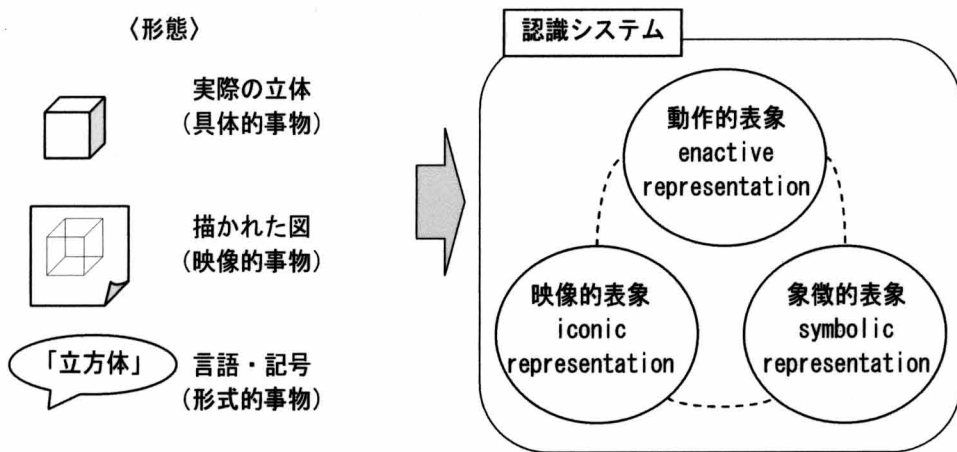 〈形態〉
実際の立体
(具体的事物)
描かれた図
(映像的事物)
「立方体」
言語・記号
(形式的事物)
認識システム
動作的表象
enactive
representation
映像的表象
iconic
representation
象徴的表象
symbolic
representation